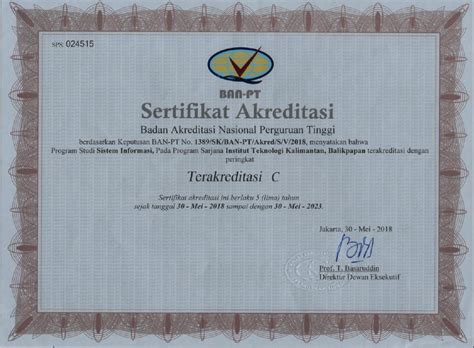 SPS: 024515
BAN-PT
Sertifikat Akreditasi
Badan Akreditasi Nasional Perguruan Tinggi
berdasarkan Keputusan BAN-PT No. 1389/SK/BAN-PT/Akred/S/V/2018, menyatakan bahwa
Program Studi Sistem Informasi, Pada Program Sarjana Institut Teknologi Kalimantan, Balikpapan terakreditasi dengan
peringkat
Terakreditasi C
Sertifikat akreditasi ini berlaku 5 (lima) tahun
sejak tanggal 30 - Mei - 2018 sampai dengan 30 - Mei - 2023.
Jakarta, 30 - Mei - 2018
Prof. T. Basaruddin
Direktur Dewan Eksekutif